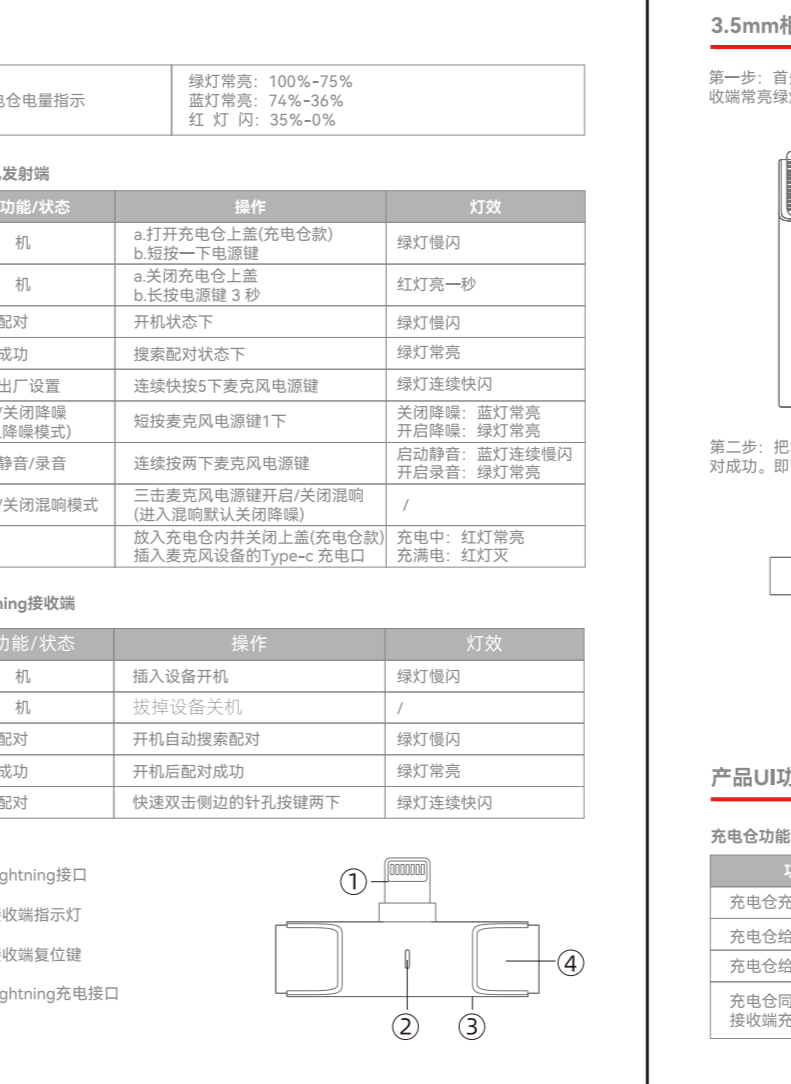 电仓电量指示
绿灯常亮：100%-75%
蓝灯常亮：74%-36%
红 灯 闪：35%-0%
发射端
功能/状态 操作 灯效
机 a.打开充电仓上盖(充电仓款) 绿灯慢闪
b.短按一下电源键
机 a.关闭充电仓上盖 红灯亮一秒
b.长按电源键 3 秒
配对 开机状态下 绿灯慢闪
成功 搜索配对状态下 绿灯常亮
出厂设置 连续快按5下麦克风电源键 绿灯连续快闪
/关闭降噪 短按麦克风电源键1下 关闭降噪：蓝灯常亮
降噪模式) 开启降噪：绿灯常亮
静音/录音 连续按两下麦克风电源键 启动静音：蓝灯连续慢闪
开启录音：绿灯常亮
/关闭混响模式 三击麦克风电源键开启/关闭混响 /
(进入混响默认关闭降噪)
放入充电仓内并关闭上盖(充电仓款) 充电中：红灯常亮
插入麦克风设备的Type-c 充电口 充满电：红灯灭
ning接收端
功能/状态 操作 灯效
机 插入设备开机 绿灯慢闪
机 拔掉设备关机 /
配对 开机自动搜索配对 绿灯慢闪
成功 开机后配对成功 绿灯常亮
配对 快速双击侧边的针孔按键两下 绿灯连续快闪
ghtning接口
接收端指示灯
接收端复位键
ghtning充电接口
①
②
③
④
3.5mm
第一步：首
收端常亮绿
第二步：把
对成功。即
产品UI功
充电仓功能
功
充电仓充
充电仓给
充电仓给
充电仓同
接收端充